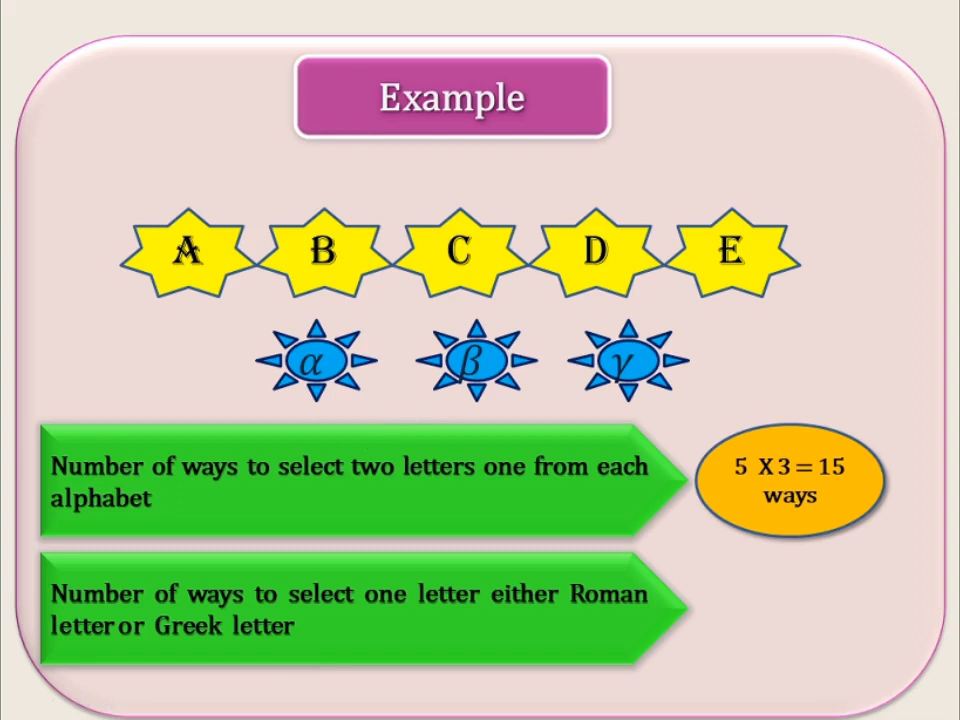 Example
A B C D E
α β γ
Number of ways to select two letters one from each
alphabet
5 X 3 = 15
ways
Number of ways to select one letter either Roman
letter or Greek letter